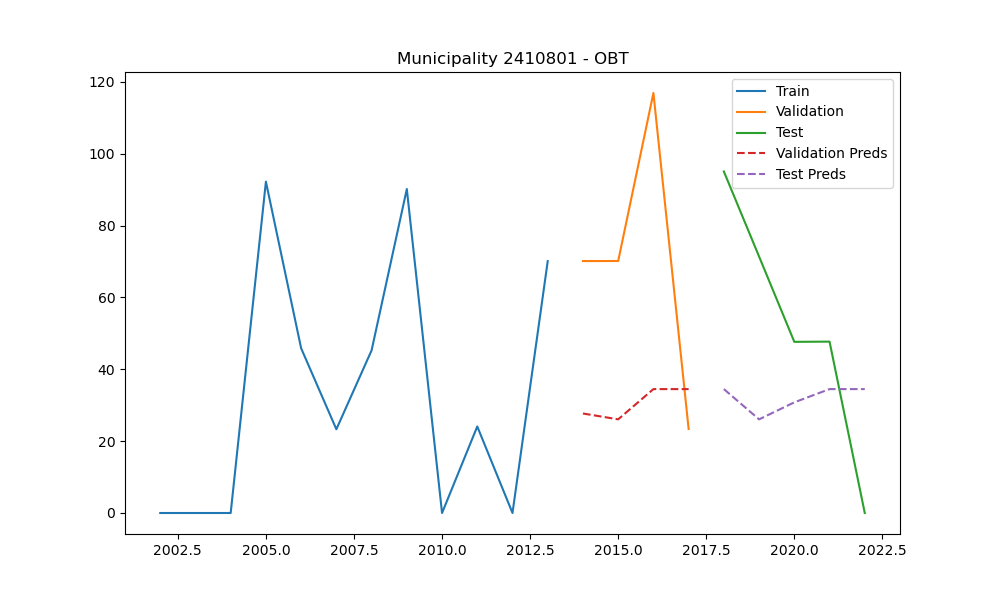 Municipality 2410801 - OBT
120
100
80
60
40
20
0
Train
Validation
Test
Validation Preds
Test Preds
2002.5 2005.0 2007.5 2010.0 2012.5 2015.0 2017.5 2020.0 2022.5